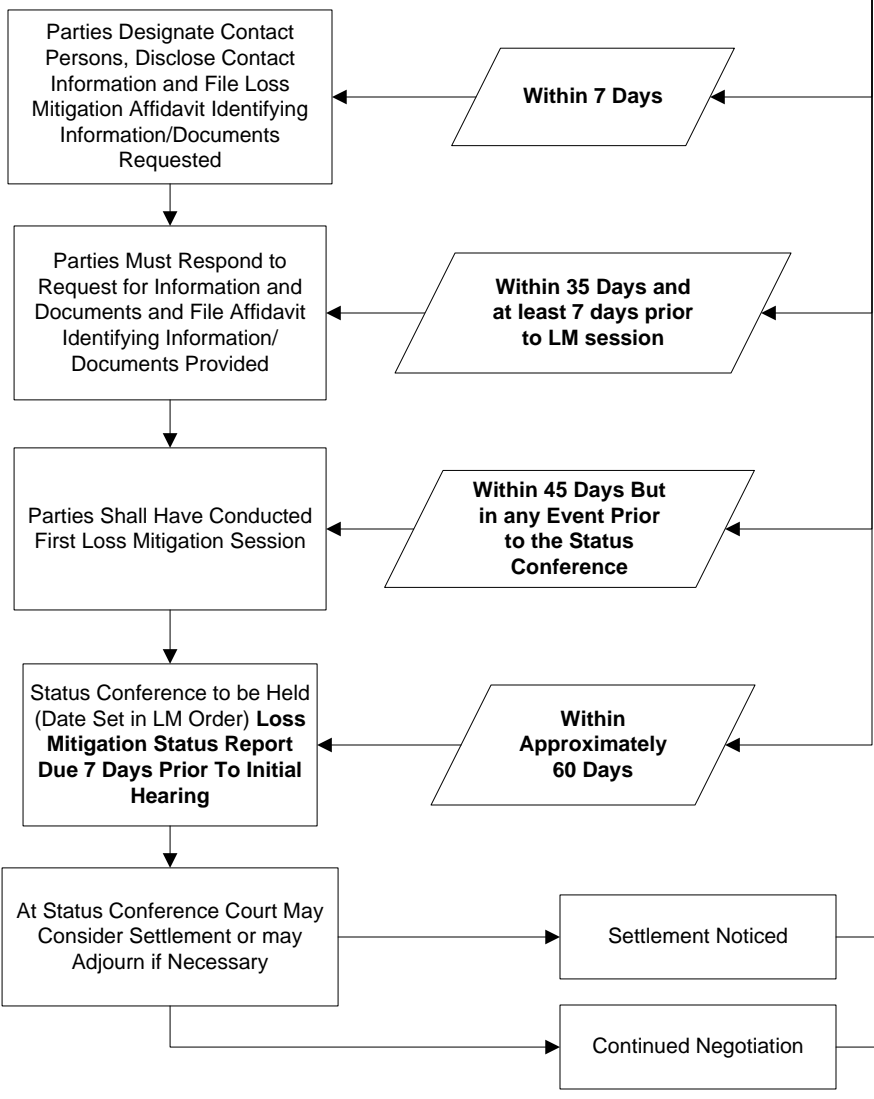 Parties Designate Contact
Persons, Disclose Contact
Information and File Loss
Mitigation Affidavit Identifying
Information/Documents
Requested
Within 7 Days
Parties Must Respond to
Request for Information and
Documents and File Affidavit
Identifying Information/
Documents Provided
Within 35 Days and
at least 7 days prior
to LM session
Parties Shall Have Conducted
First Loss Mitigation Session
Within 45 Days But
in any Event Prior
to the Status
Conference
Status Conference to be Held
(Date Set in LM Order) Loss
Mitigation Status Report
Due 7 Days Prior To Initial
Hearing
Within
Approximately
60 Days
At Status Conference Court May
Consider Settlement or may
Adjourn if Necessary
Settlement Noticed
Continued Negotiation